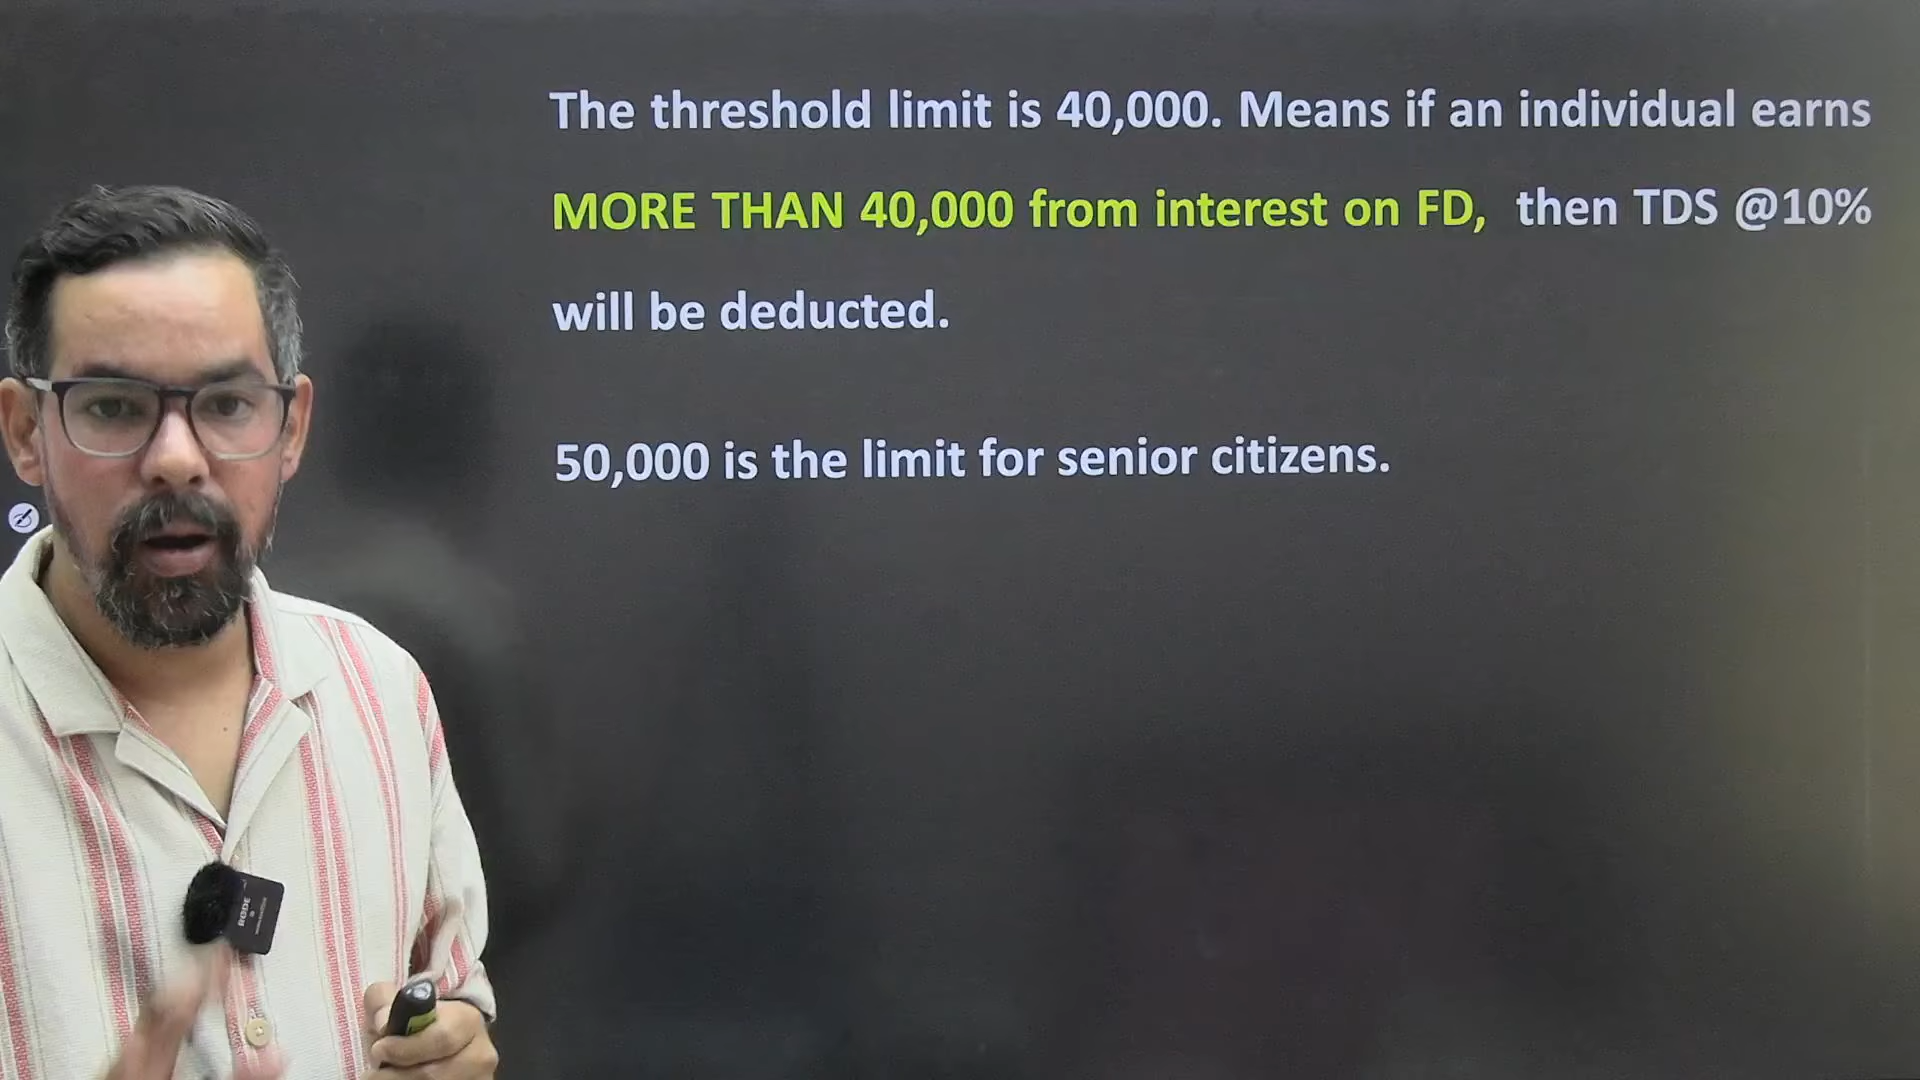 The threshold limit is 40,000. Means if an individual earns
MORE THAN 40,000 from interest on FD, then TDS @10%
will be deducted.
50,000 is the limit for senior citizens.
RØDE